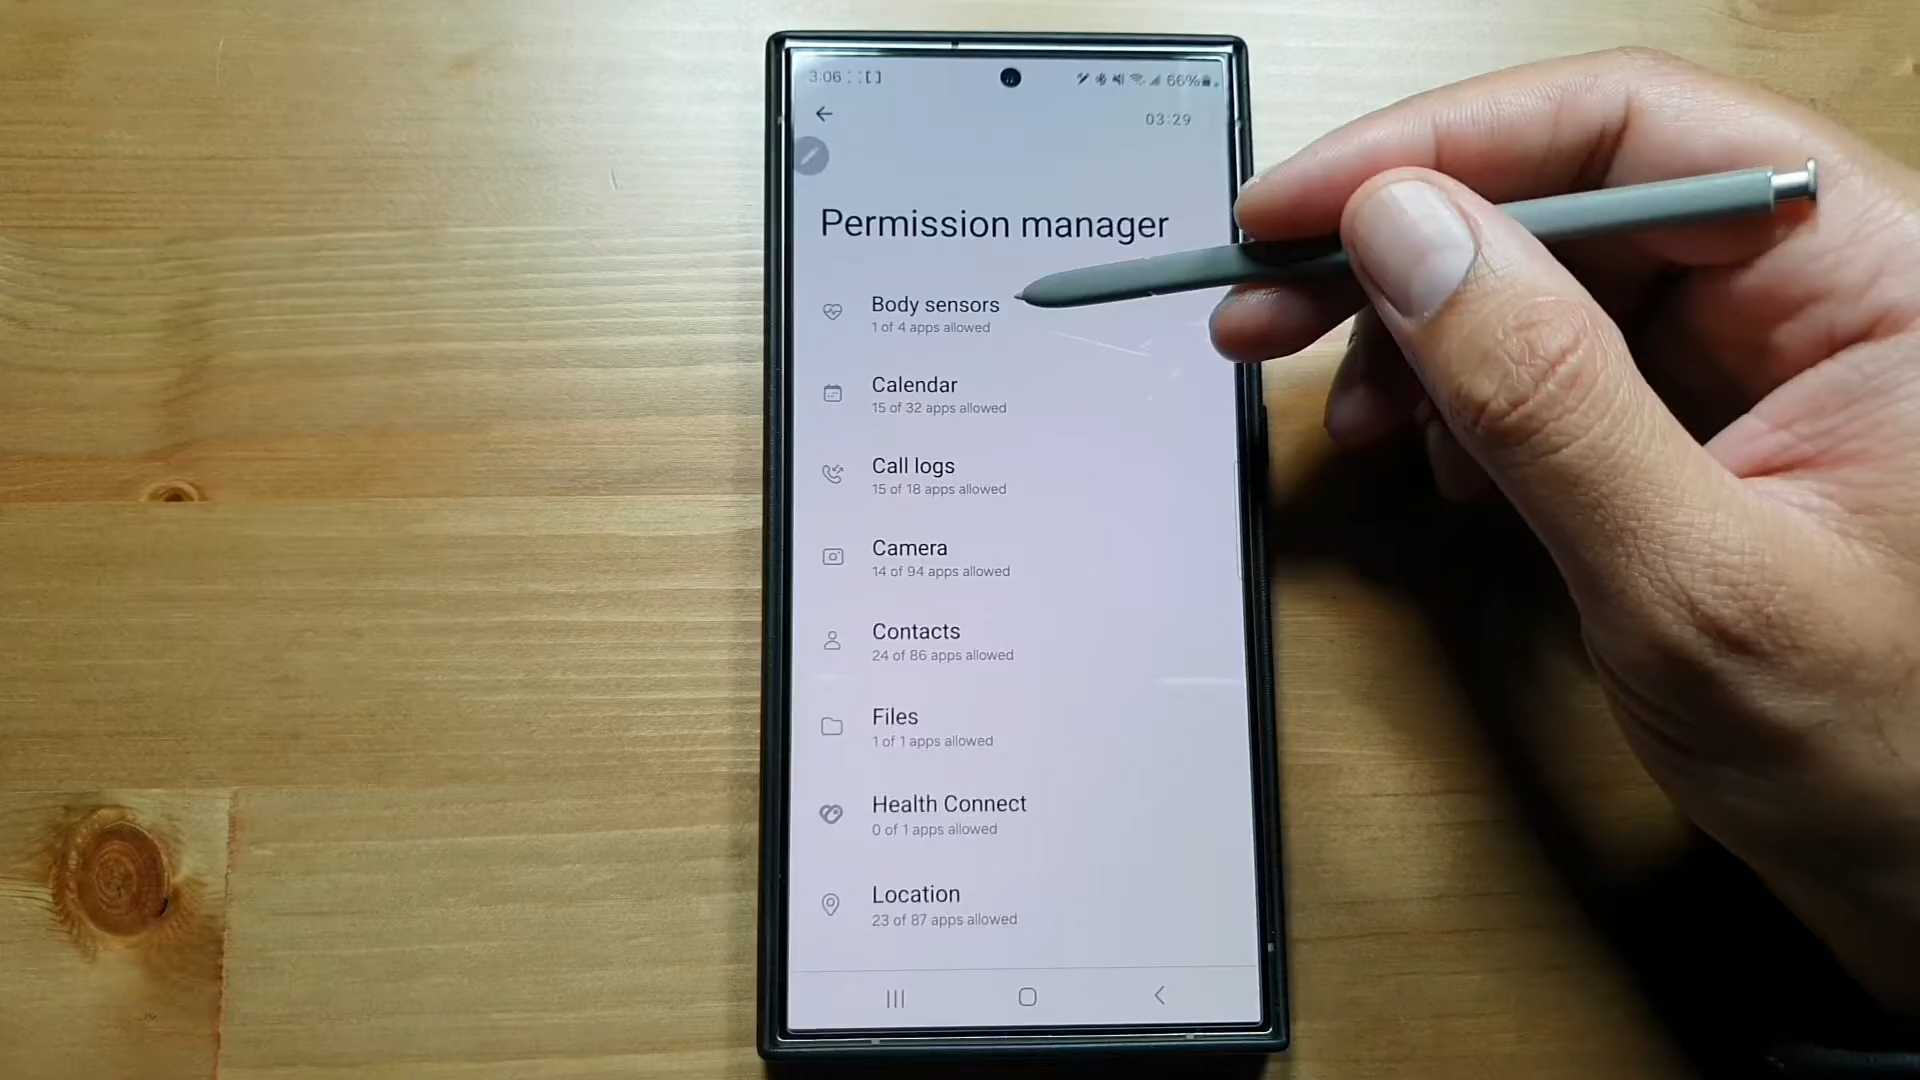 3:06
66%
03:29
Permission manager
Body sensors
1 of 4 apps allowed
Calendar
15 of 32 apps allowed
Call logs
15 of 18 apps allowed
Camera
14 of 94 apps allowed
Contacts
24 of 86 apps allowed
Files
1 of 1 apps allowed
Health Connect
0 of 1 apps allowed
Location
23 of 87 apps allowed